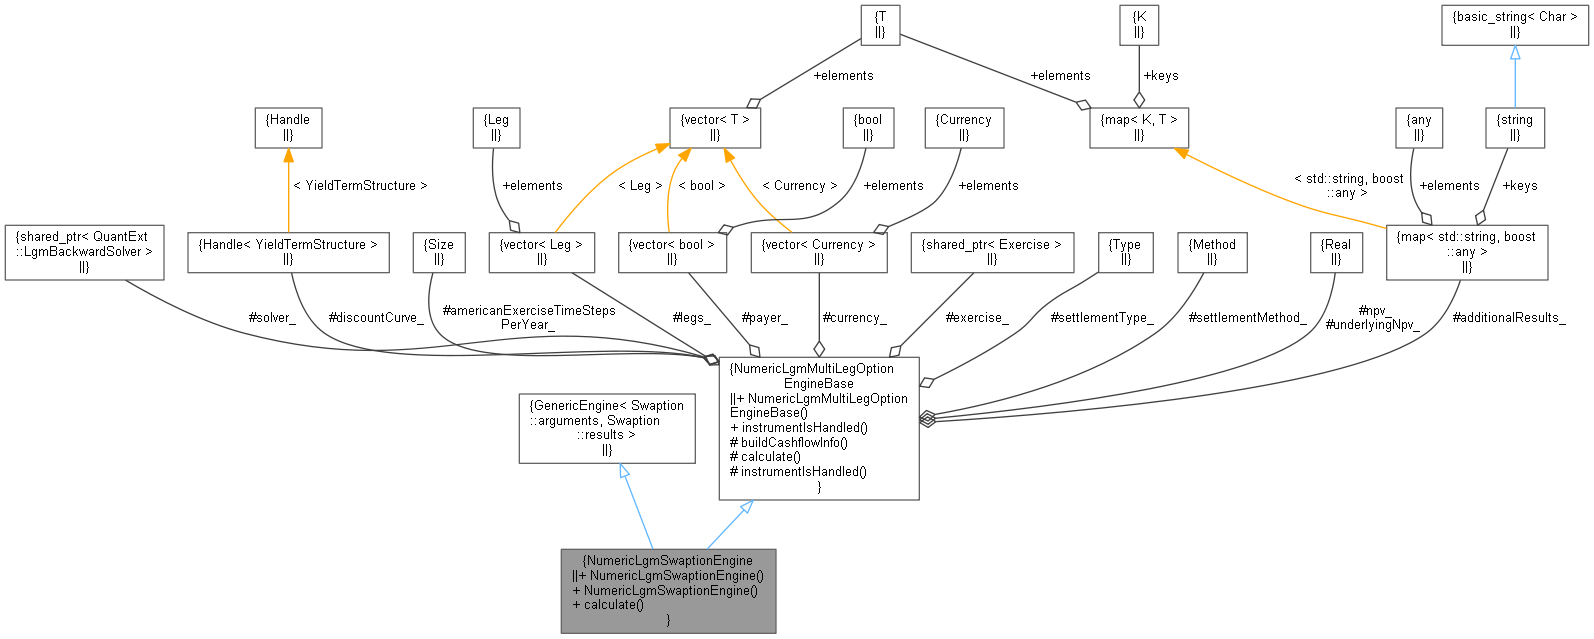 {T
||}
{K
||}
{basic_string< Char >
||}
+elements
+elements
+keys
{Handle
||}
{Leg
||}
{vector< T >
||}
{bool
||}
{Currency
||}
{map< K, T >
||}
{any
||}
{string
||}
< YieldTermStructure >
+elements
< Leg >
< bool >
< Currency >
+elements
+elements
< std::string, boost
::any >
+elements
+keys
{shared_ptr< QuantExt
::LgmBackwardSolver >
||}
{Handle< YieldTermStructure >
||}
{Size
||}
{vector< Leg >
||}
{vector< bool >
||}
{vector< Currency >
||}
{shared_ptr< Exercise >
||}
{Type
||}
{Method
||}
{Real
||}
{map< std::string, boost
::any >
||}
#solver_
#discountCurve_
#americanExerciseTimeSteps
PerYear_
#legs_
#payer_
#currency_
#exercise_
#settlementType_
#settlementMethod_
#npv_
#underlyingNpv_
#additionalResults_
{NumericLgmMultiLegOption
EngineBase
||+ NumericLgmMultiLegOption
EngineBase()
+ instrumentIsHandled()
# buildCashflowInfo()
# calculate()
# instrumentIsHandled()
}
{GenericEngine< Swaption
::arguments, Swaption
::results >
||}
{NumericLgmSwaptionEngine
||+ NumericLgmSwaptionEngine()
+ NumericLgmSwaptionEngine()
+ calculate()
}